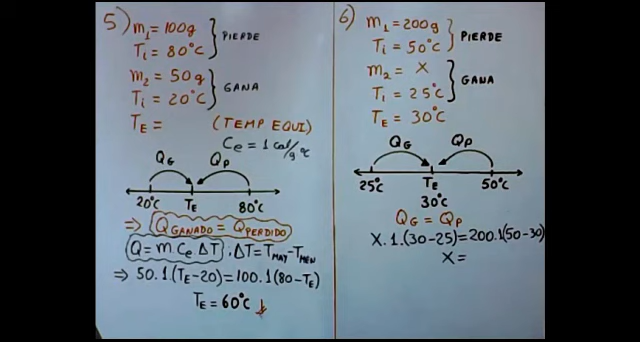 5) m₁ = 100g
Ti = 80°C
PIERDE
m₂ = 50g
Ti = 20°C
GANA
TE = (TEMP EQUI)
Ce = 1 cal/g °C
QG QP
20°C TE 80°C
⇒ QGANADO = QPERDIDO
Q = m Ce ΔT . ΔT = TMAY - TMEN
⇒ 50.1(TE-20) = 100.1(80-TE)
TE = 60°C
6) m₁ = 200g
Ti = 50°C
PIERDE
m₂ = X
Ti = 25°C
GANA
TE = 30°C
QG QP
25°C TE 50°C
30°C
QG = QP
X.1.(30-25) = 200.1(50-30)
X =